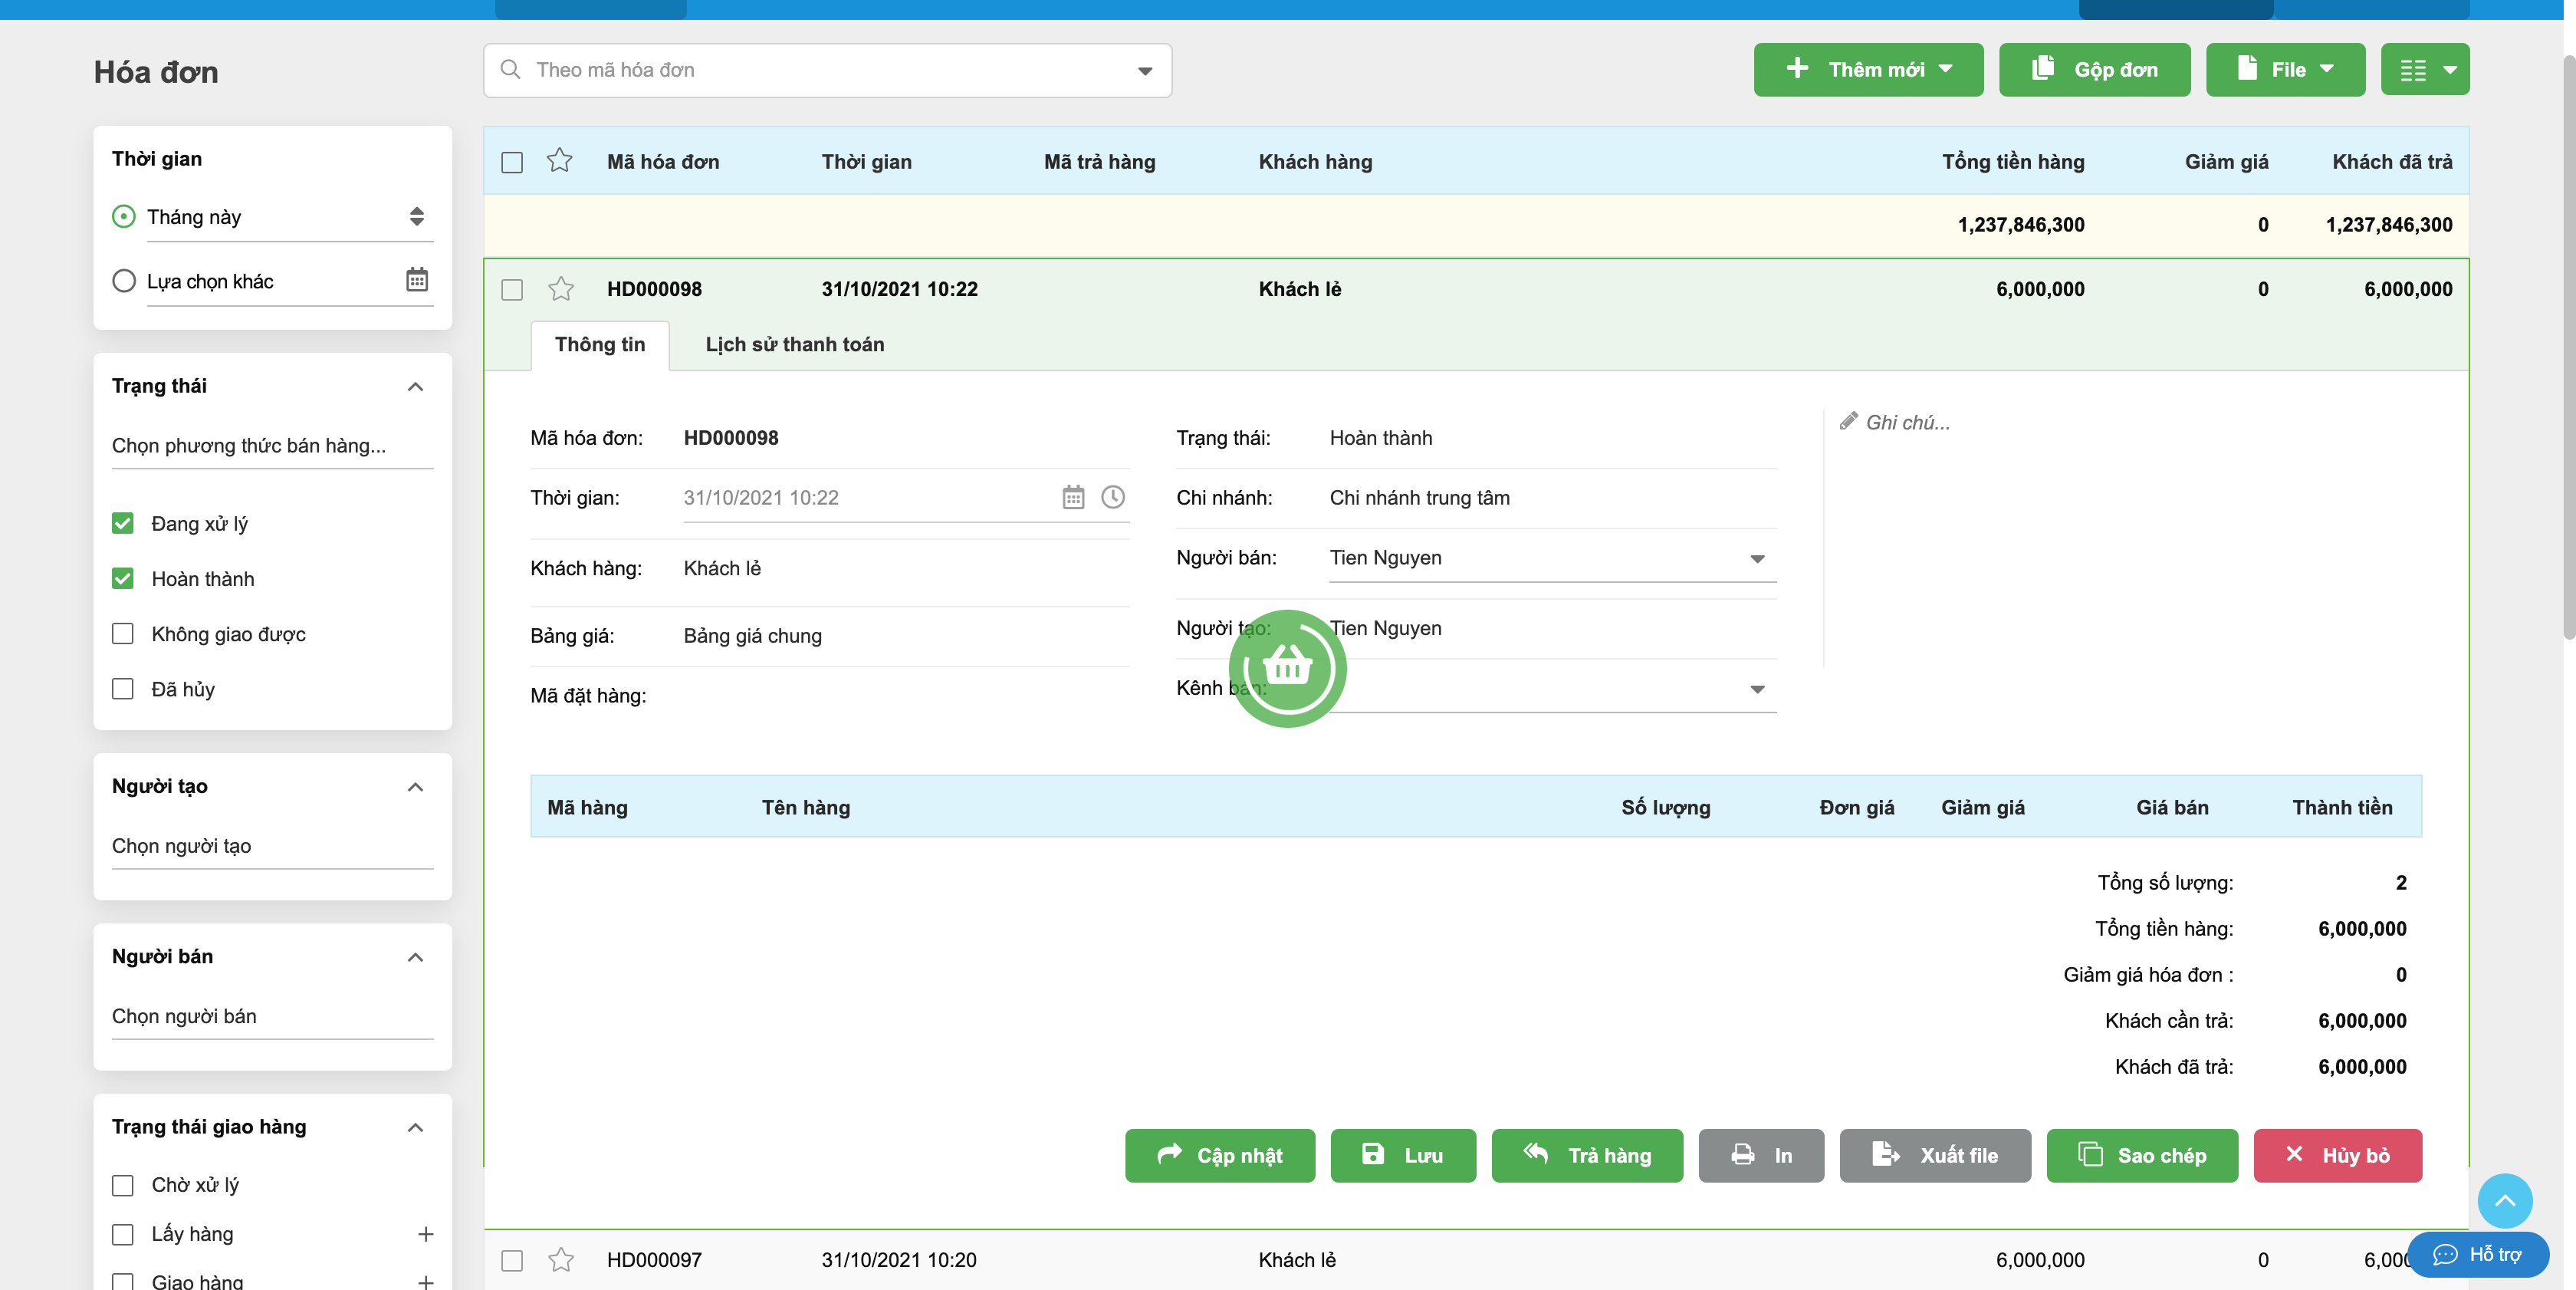 Hóa đơn
Theo mã hóa đơn
Thêm mới
Gộp đơn
File
Thời gian
Tháng này
Lựa chọn khác
Trạng thái
Chọn phương thức bán hàng...
Đang xử lý
Hoàn thành
Không giao được
Đã hủy
Người tạo
Chọn người tạo
Người bán
Chọn người bán
Trạng thái giao hàng
Chờ xử lý
Lấy hàng
Giao hàng
Mã hóa đơn Thời gian Mã trả hàng Khách hàng Tổng tiền hàng Giảm giá Khách đã trả
1,237,846,300 0 1,237,846,300
HD000098 31/10/2021 10:22 Khách lẻ 6,000,000 0 6,000,000
Thông tin Lịch sử thanh toán
Mã hóa đơn: HD000098
Thời gian: 31/10/2021 10:22
Khách hàng: Khách lẻ
Bảng giá: Bảng giá chung
Mã đặt hàng:
Trạng thái: Hoàn thành
Chi nhánh: Chi nhánh trung tâm
Người bán: Tien Nguyen
Người tạo: Tien Nguyen
Kênh bán:
Ghi chú...
Mã hàng Tên hàng Số lượng Đơn giá Giảm giá Giá bán Thành tiền
Tổng số lượng: 2
Tổng tiền hàng: 6,000,000
Giảm giá hóa đơn : 0
Khách cần trả: 6,000,000
Khách đã trả: 6,000,000
Cập nhật Lưu Trả hàng In Xuất file Sao chép Hủy bỏ
HD000097 31/10/2021 10:20 Khách lẻ 6,000,000 0
Hỗ trợ